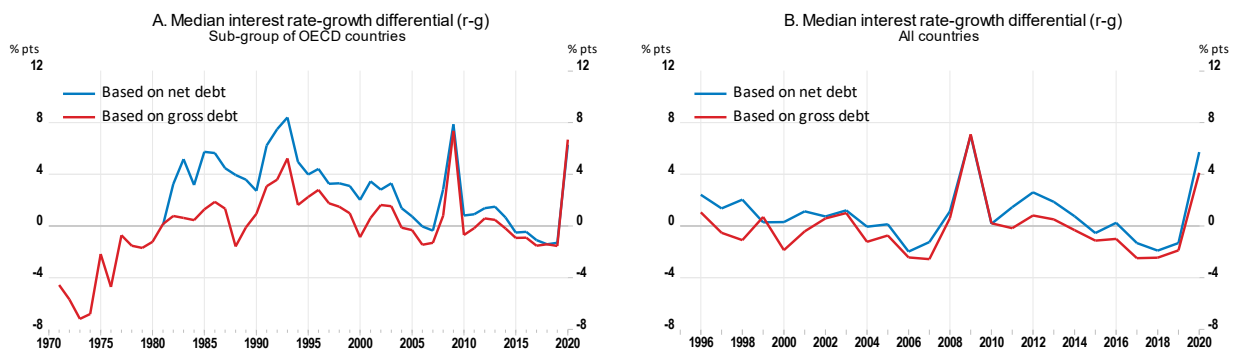 A. Median interest rate-growth differential (r-g)
Sub-group of OECD countries
% pts
% pts
12
12
Based on net debt
Based on gross debt
8
8
4
4
0
0
-4
-4
-8
-8
1970 1975 1980 1985 1990 1995 2000 2005 2010 2015 2020
B. Median interest rate-growth differential (r-g)
All countries
% pts
% pts
12
12
Based on net debt
Based on gross debt
8
8
4
4
0
0
-4
-4
-8
-8
1996 1998 2000 2002 2004 2006 2008 2010 2012 2014 2016 2018 2020